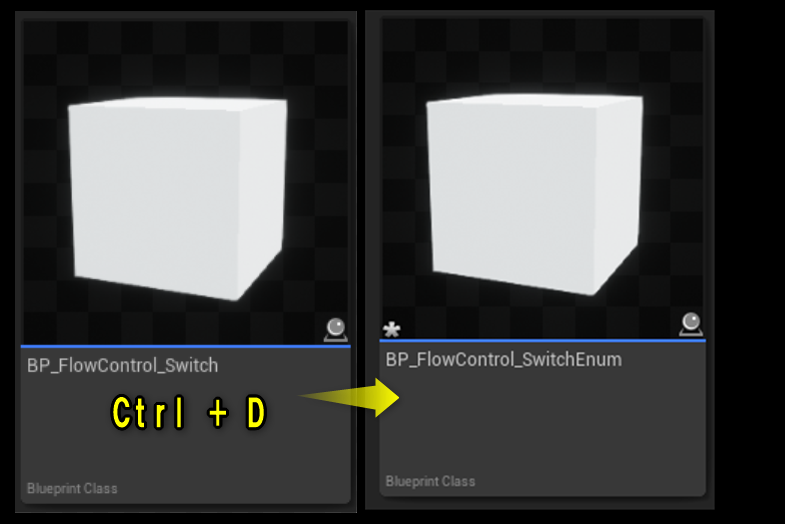 BP_FlowControl_Switch
Ctrl + D
Blueprint Class
BP_FlowControl_SwitchEnum
Blueprint Class